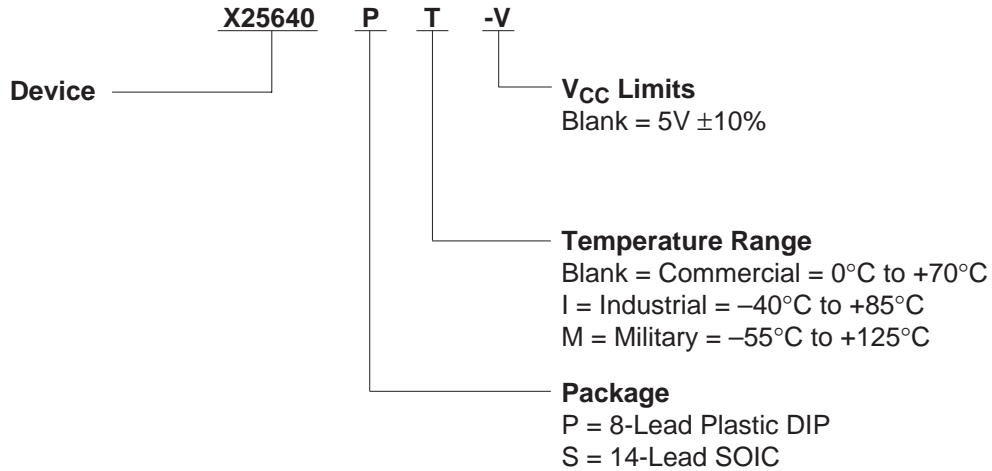 X25640 P T -V
Device
VCC Limits
Blank = 5V ±10%
Temperature Range
Blank = Commercial = 0°C to +70°C
I = Industrial = –40°C to +85°C
M = Military = –55°C to +125°C
Package
P = 8-Lead Plastic DIP
S = 14-Lead SOIC